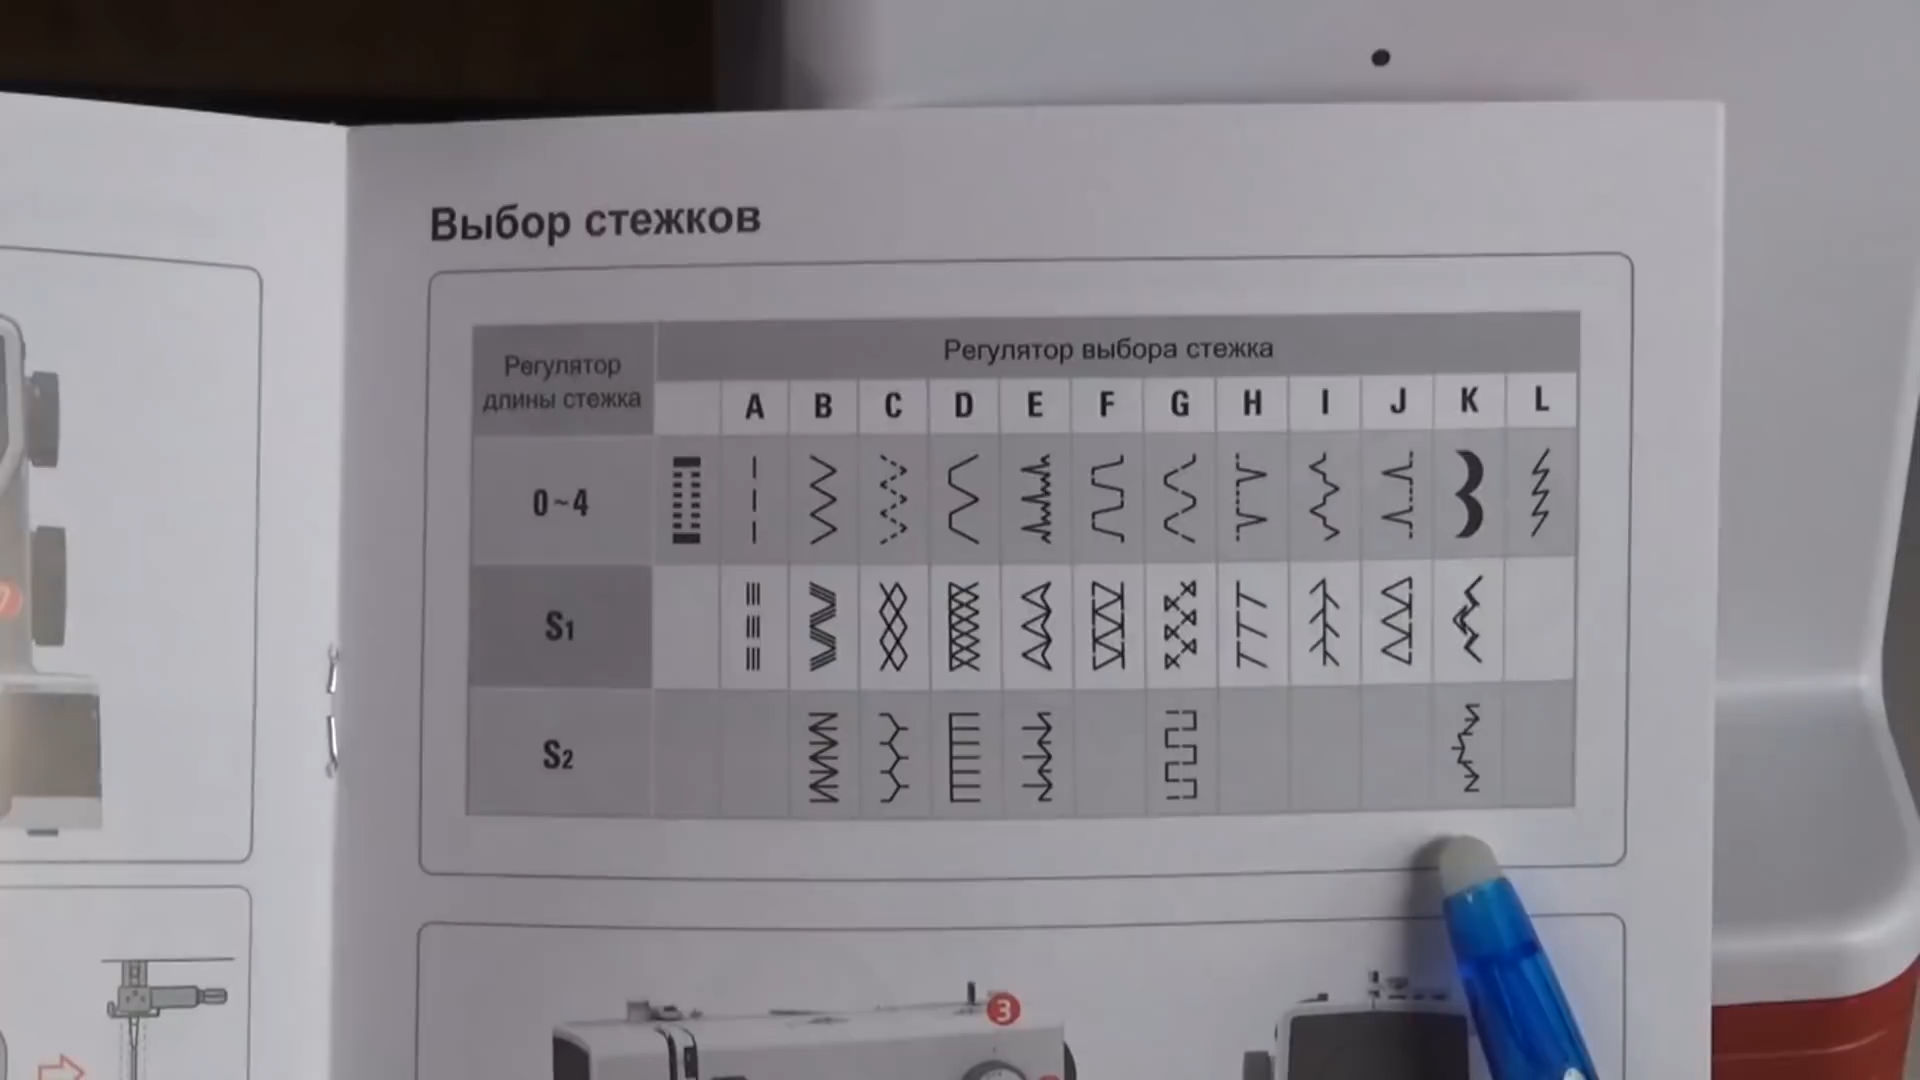 Выбор стежков
Регулятор длины стежка
Регулятор выбора стежка
A B C D E F G H I J K L
0~4
S1
S2
3